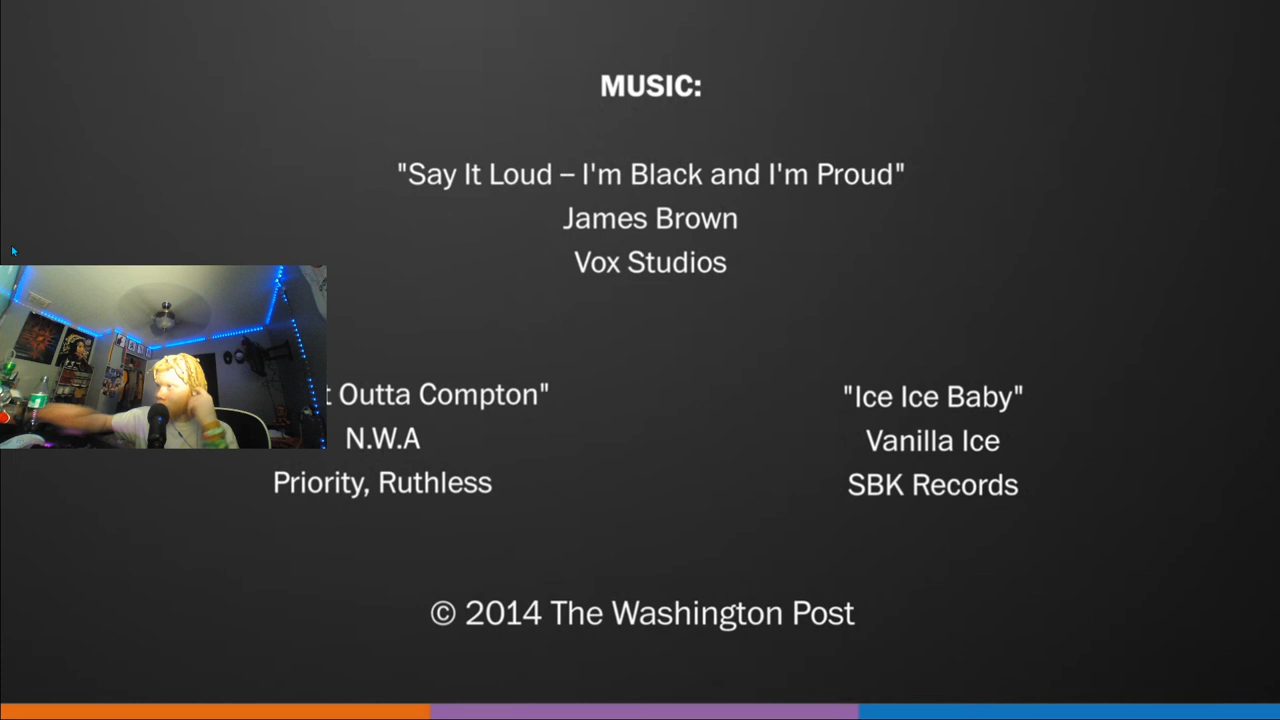 MUSIC:
"Say It Loud – I'm Black and I'm Proud"
James Brown
Vox Studios
t Outta Compton"
N.W.A
Priority, Ruthless
"Ice Ice Baby"
Vanilla Ice
SBK Records
© 2014 The Washington Post